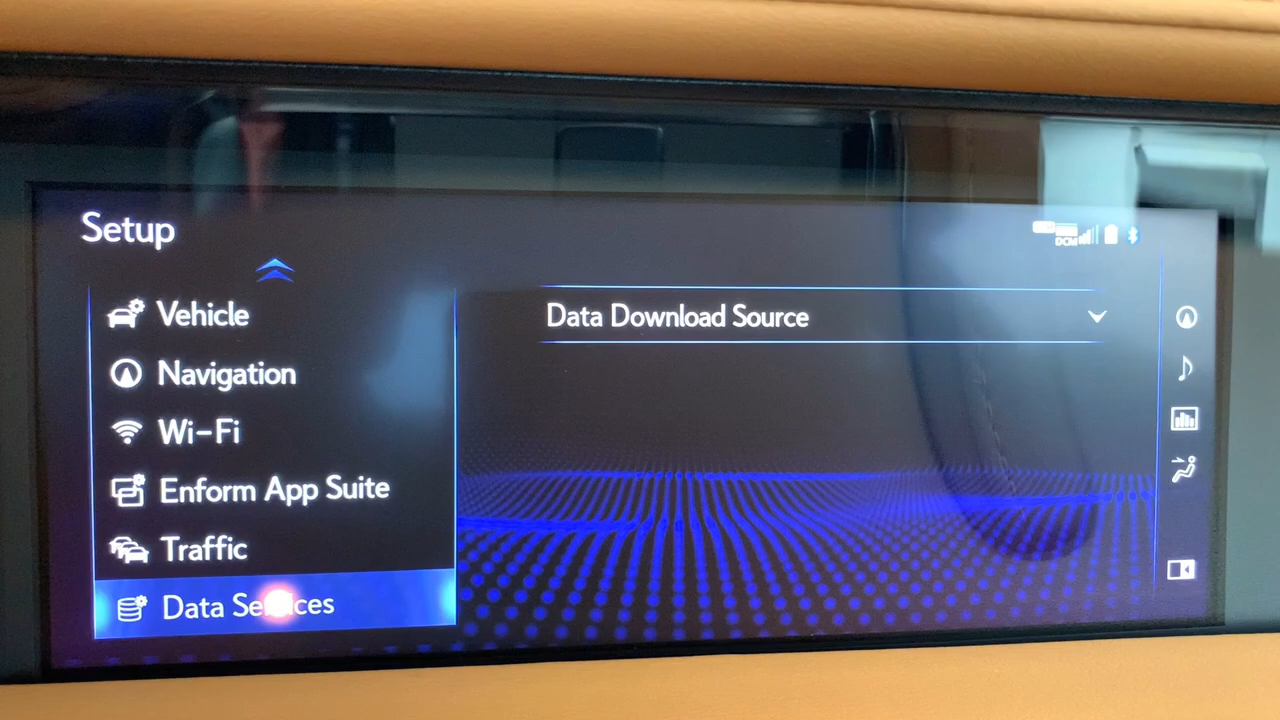 Setup
DCM
Vehicle
Data Download Source
Navigation
Wi-Fi
Enform App Suite
Traffic
Data Services